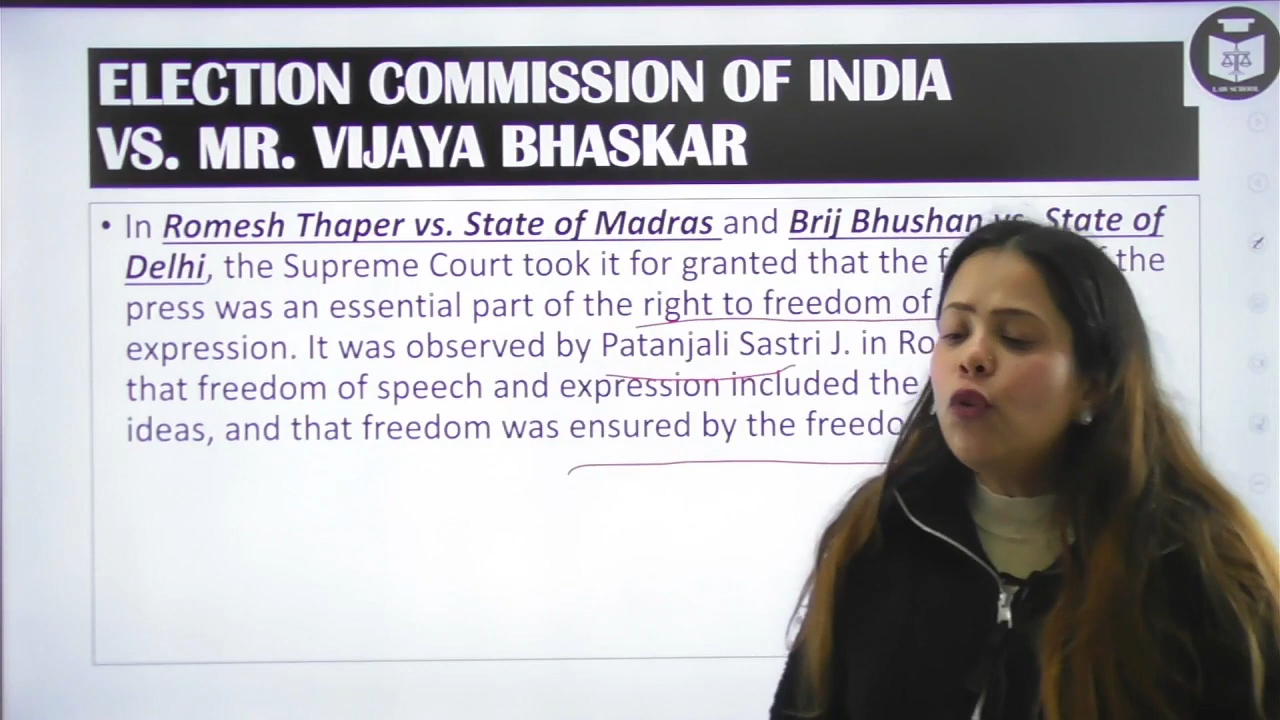 ELECTION COMMISSION OF INDIA
VS. MR. VIJAYA BHASKAR
LAW SCHOOL
• In Romesh Thaper vs. State of Madras and Brij Bhushan vs. State of
Delhi, the Supreme Court took it for granted that the the
press was an essential part of the right to freedom of
expression. It was observed by Patanjali Sastri J. in
that freedom of speech and expression included the
ideas, and that freedom was ensured by the